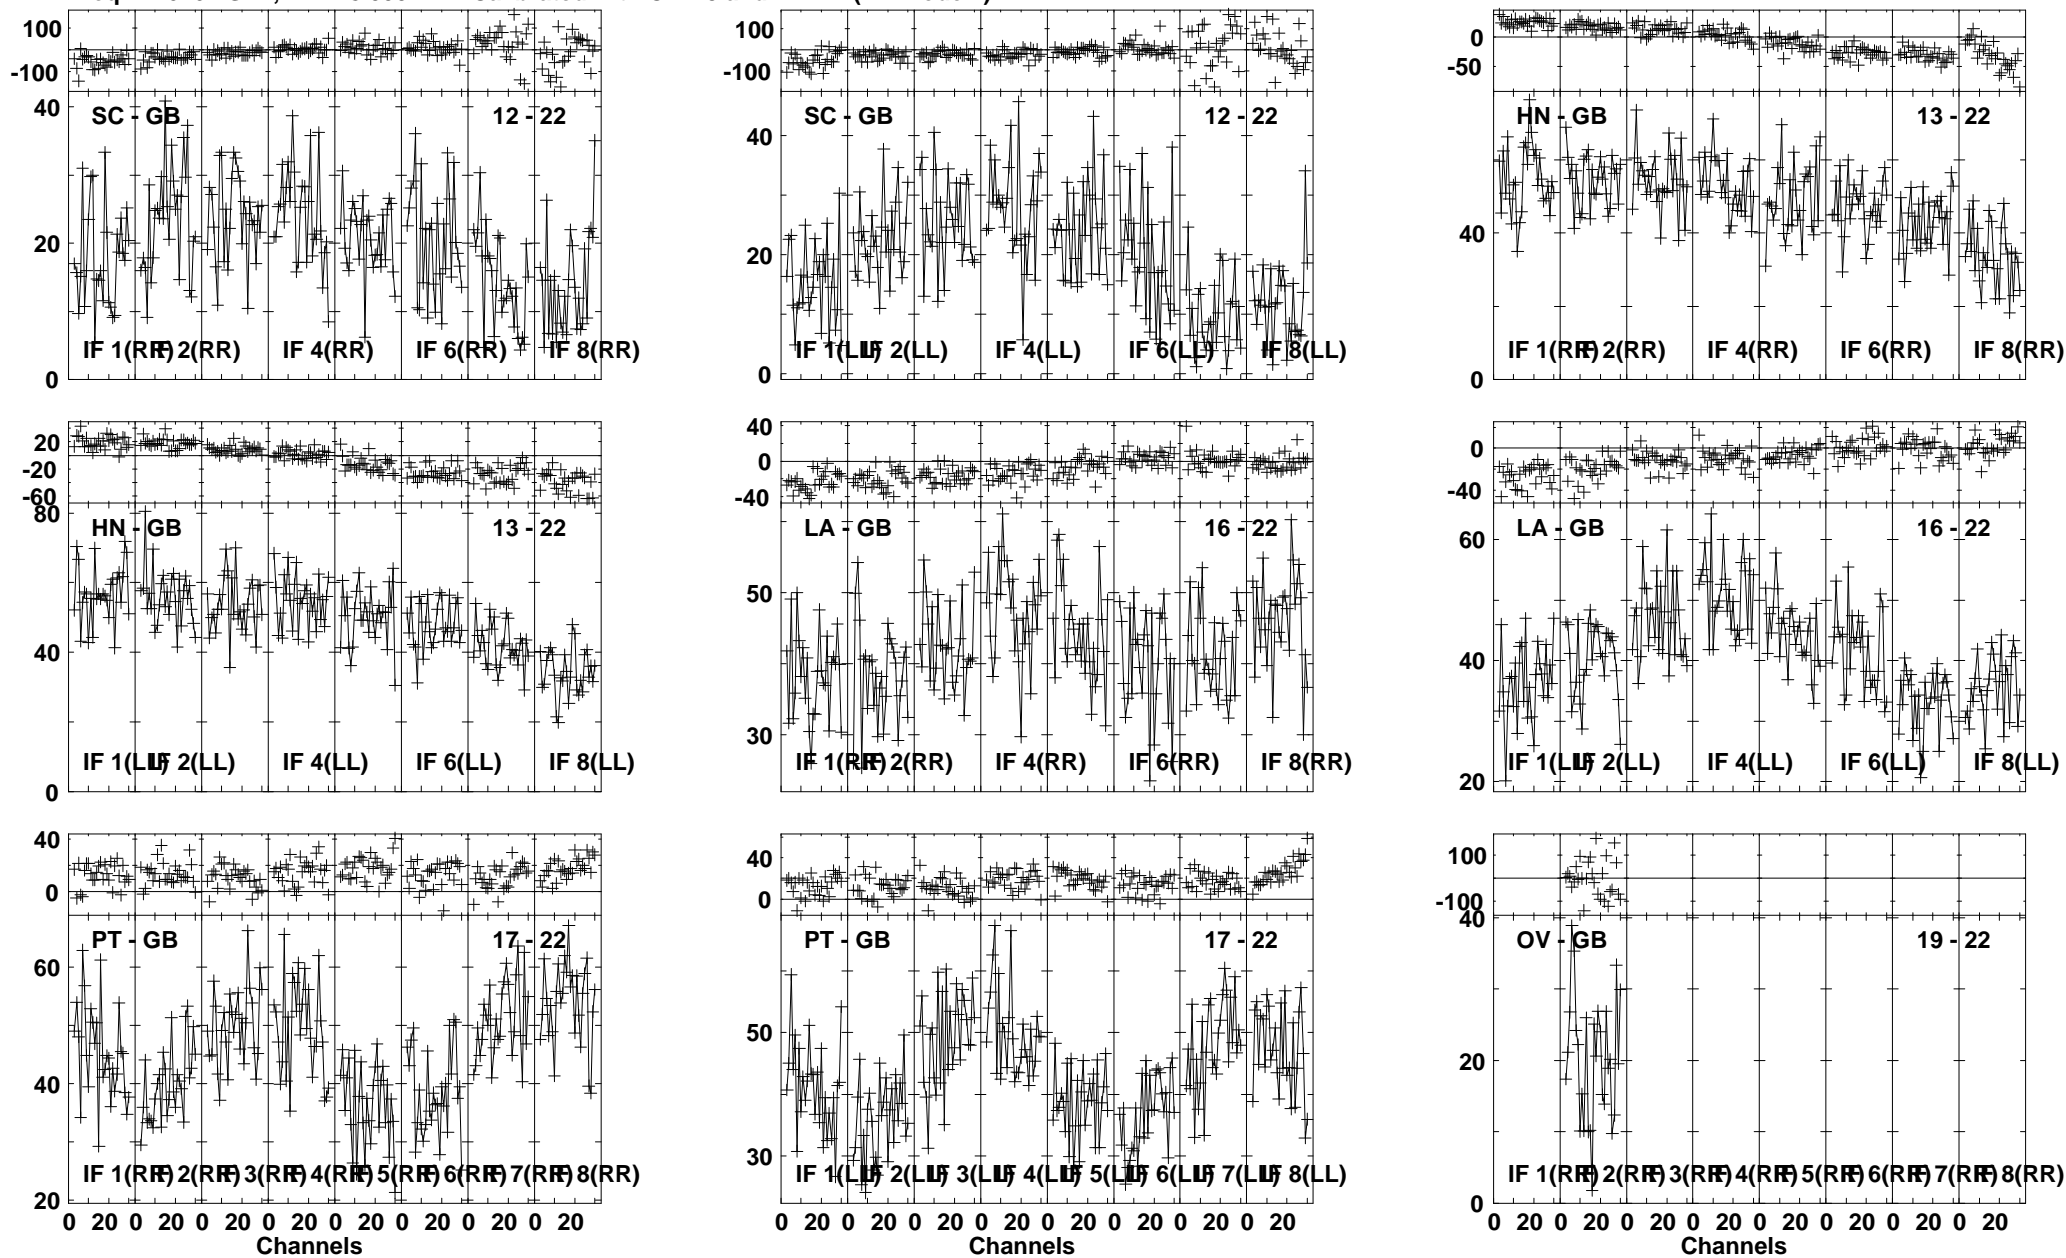 100
-100
SC - GB 12 - 22
40
20
0
IF 1(RR) IF 2(RR) IF 4(RR) IF 6(RR) IF 8(RR)
100
-100
SC - GB 12 - 22
40
20
0
IF 1(LL) IF 2(LL) IF 4(LL) IF 6(LL) IF 8(LL)
0
-50
HN - GB 13 - 22
40
0
IF 1(RR) IF 2(RR) IF 4(RR) IF 6(RR) IF 8(RR)
20
-20
-60
80
HN - GB 13 - 22
40
0
IF 1(LL) IF 2(LL) IF 4(LL) IF 6(LL) IF 8(LL)
40
0
-40
LA - GB 16 - 22
50
30
IF 1(RR) IF 2(RR) IF 4(RR) IF 6(RR) IF 8(RR)
0
-40
LA - GB 16 - 22
60
40
20
IF 1(LL) IF 2(LL) IF 4(LL) IF 6(LL) IF 8(LL)
40
0
PT - GB 17 - 22
60
40
20
IF 1(RR) IF 2(RR) IF 3(RR) IF 4(RR) IF 5(RR) IF 6(RR) IF 7(RR) IF 8(RR)
0 20 0 20 0 20 0 20 0 20 0 20 0 20 0 20
Channels
40
0
PT - GB 17 - 22
50
30
IF 1(LL) IF 2(LL) IF 3(LL) IF 4(LL) IF 5(LL) IF 6(LL) IF 7(LL) IF 8(LL)
0 20 0 20 0 20 0 20 0 20 0 20 0 20 0 20
Channels
100
-100
40
OV - GB 19 - 22
20
0
IF 1(RR) IF 2(RR) IF 3(RR) IF 4(RR) IF 5(RR) IF 6(RR) IF 7(RR) IF 8(RR)
0 20 0 20 0 20 0 20 0 20 0 20 0 20 0 20
Channels